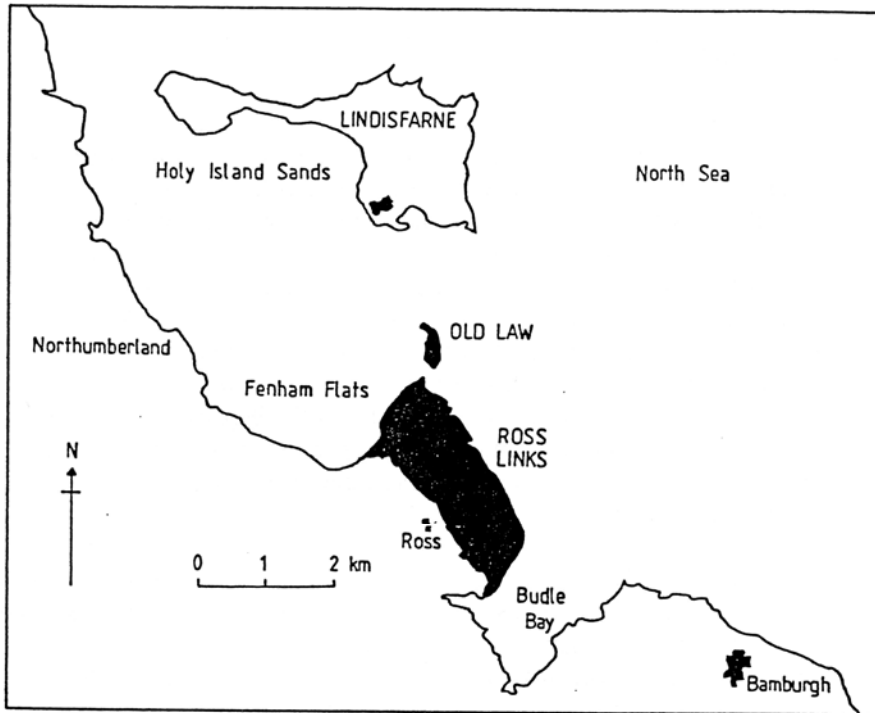 LINDISFARNE
Holy Island Sands
North Sea
OLD LAW
Northumberland
Fenham Flats
ROSS
LINKS
N
Ross
0 1 2 km
Budle
Bay
Bamburgh